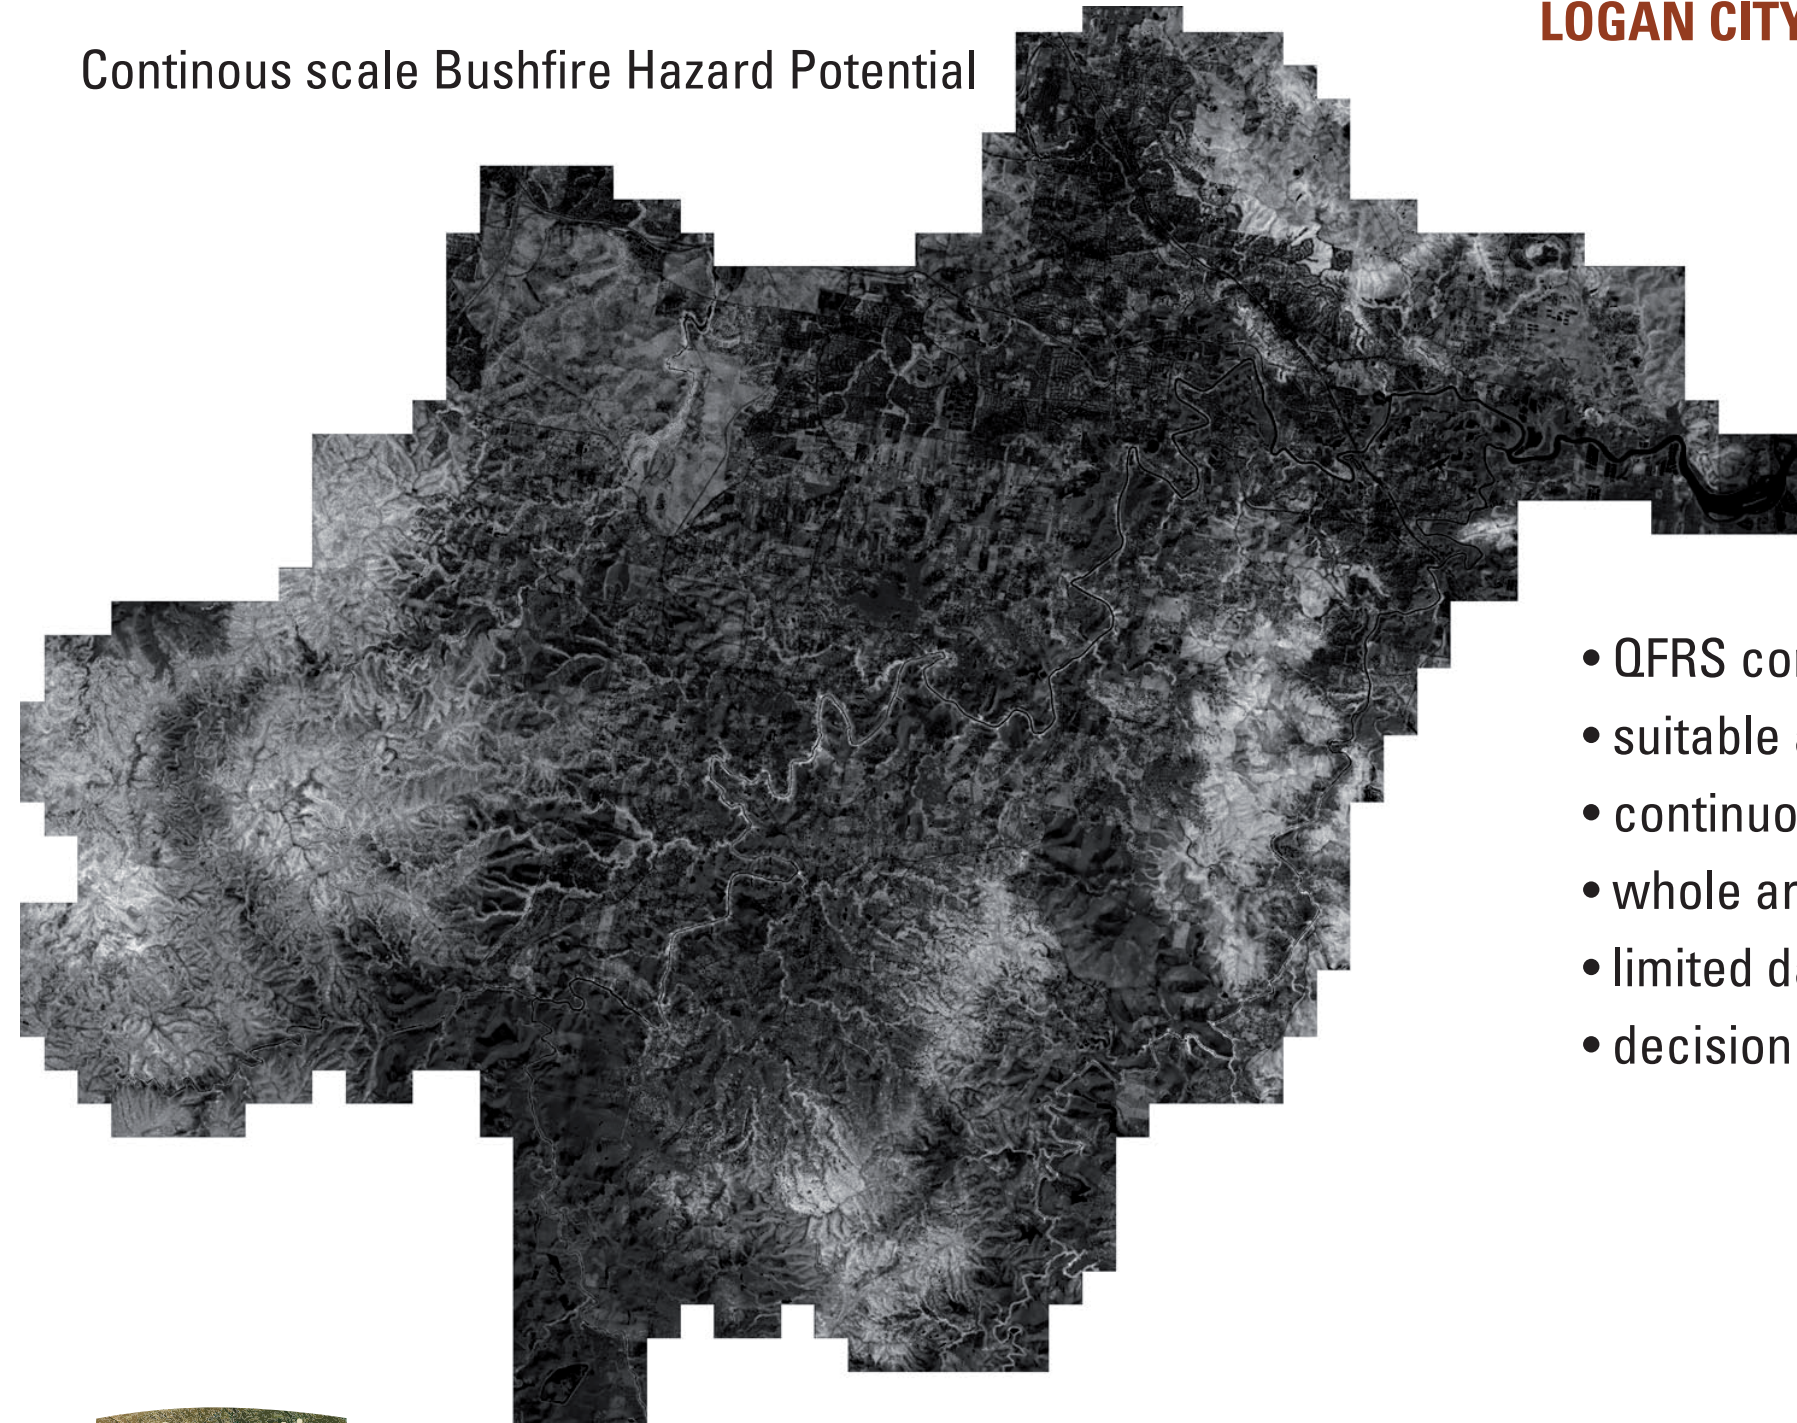 LOGAN CITY
Continous scale Bushfire Hazard Potential
• QFRS
• suitable
•
• whole
• limited
• decision